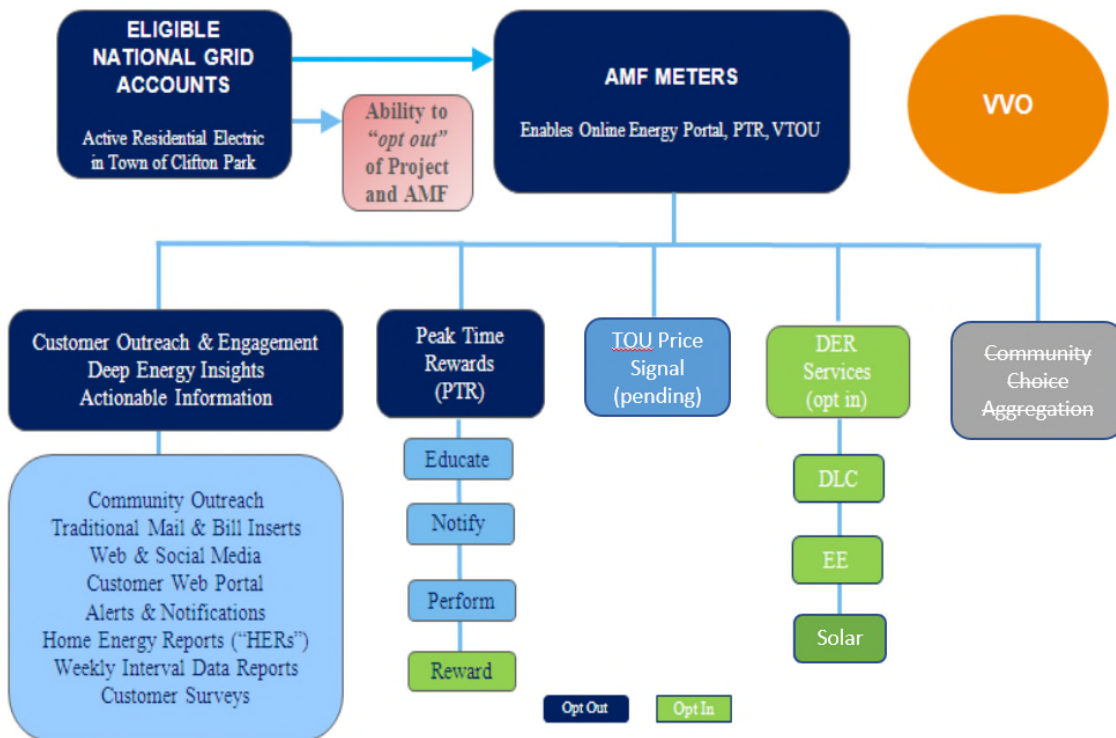 ELIGIBLE
NATIONAL GRID
ACCOUNTS
Active Residential Electric
in Town of Clifton Park
Ability to
“opt out”
of Project
and AMF
AMF METERS
Enables Online Energy Portal, PTR, VTOU
VVO
Customer Outreach & Engagement
Deep Energy Insights
Actionable Information
Community Outreach
Traditional Mail & Bill Inserts
Web & Social Media
Customer Web Portal
Alerts & Notifications
Home Energy Reports (“HERs”)
Weekly Interval Data Reports
Customer Surveys
Peak Time
Rewards
(PTR)
Educate
Notify
Perform
Reward
TOU Price
Signal
(pending)
DER
Services
(opt in)
DLC
EE
Solar
Community
Choice
Aggregation
Opt Out
Opt In